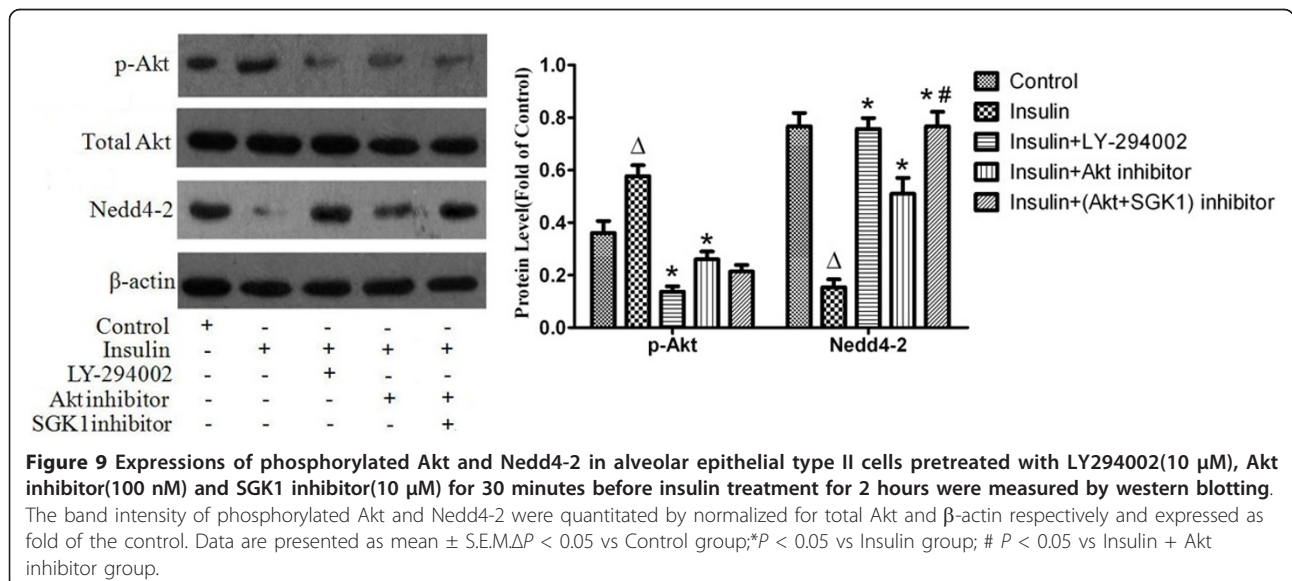 p-Akt
Total Akt
Nedd4-2
β-actin
Control + - - - -
Insulin - + + + +
LY-294002 - - + - -
Akt inhibitor - - - + +
SGK1 inhibitor - - - - +
Protein Level(Fold of Control)
1.0
0.8
0.6
0.4
0.2
0.0
Δ
*
*
Δ
*
*
* #
p-Akt Nedd4-2
Control
Insulin
Insulin+LY-294002
Insulin+Akt inhibitor
Insulin+(Akt+SGK1) inhibitor
Figure 9 Expressions of phosphorylated Akt and Nedd4-2 in alveolar epithelial type II cells pretreated with LY294002(10 μM), Akt
inhibitor(100 nM) and SGK1 inhibitor(10 μM) for 30 minutes before insulin treatment for 2 hours were measured by western blotting.
The band intensity of phosphorylated Akt and Nedd4-2 were quantitated by normalized for total Akt and β-actin respectively and expressed as
fold of the control. Data are presented as mean ± S.E.M.ΔP < 0.05 vs Control group;*P < 0.05 vs Insulin group; # P < 0.05 vs Insulin + Akt
inhibitor group.